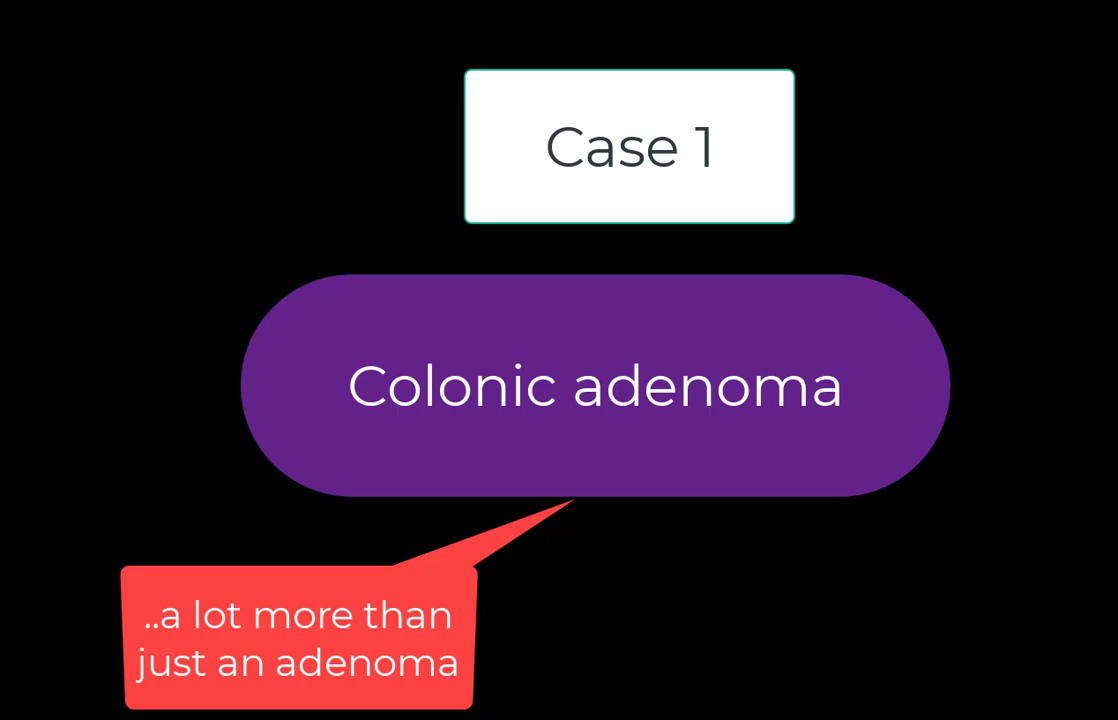 Case 1
Colonic adenoma
..a lot more than
just an adenoma